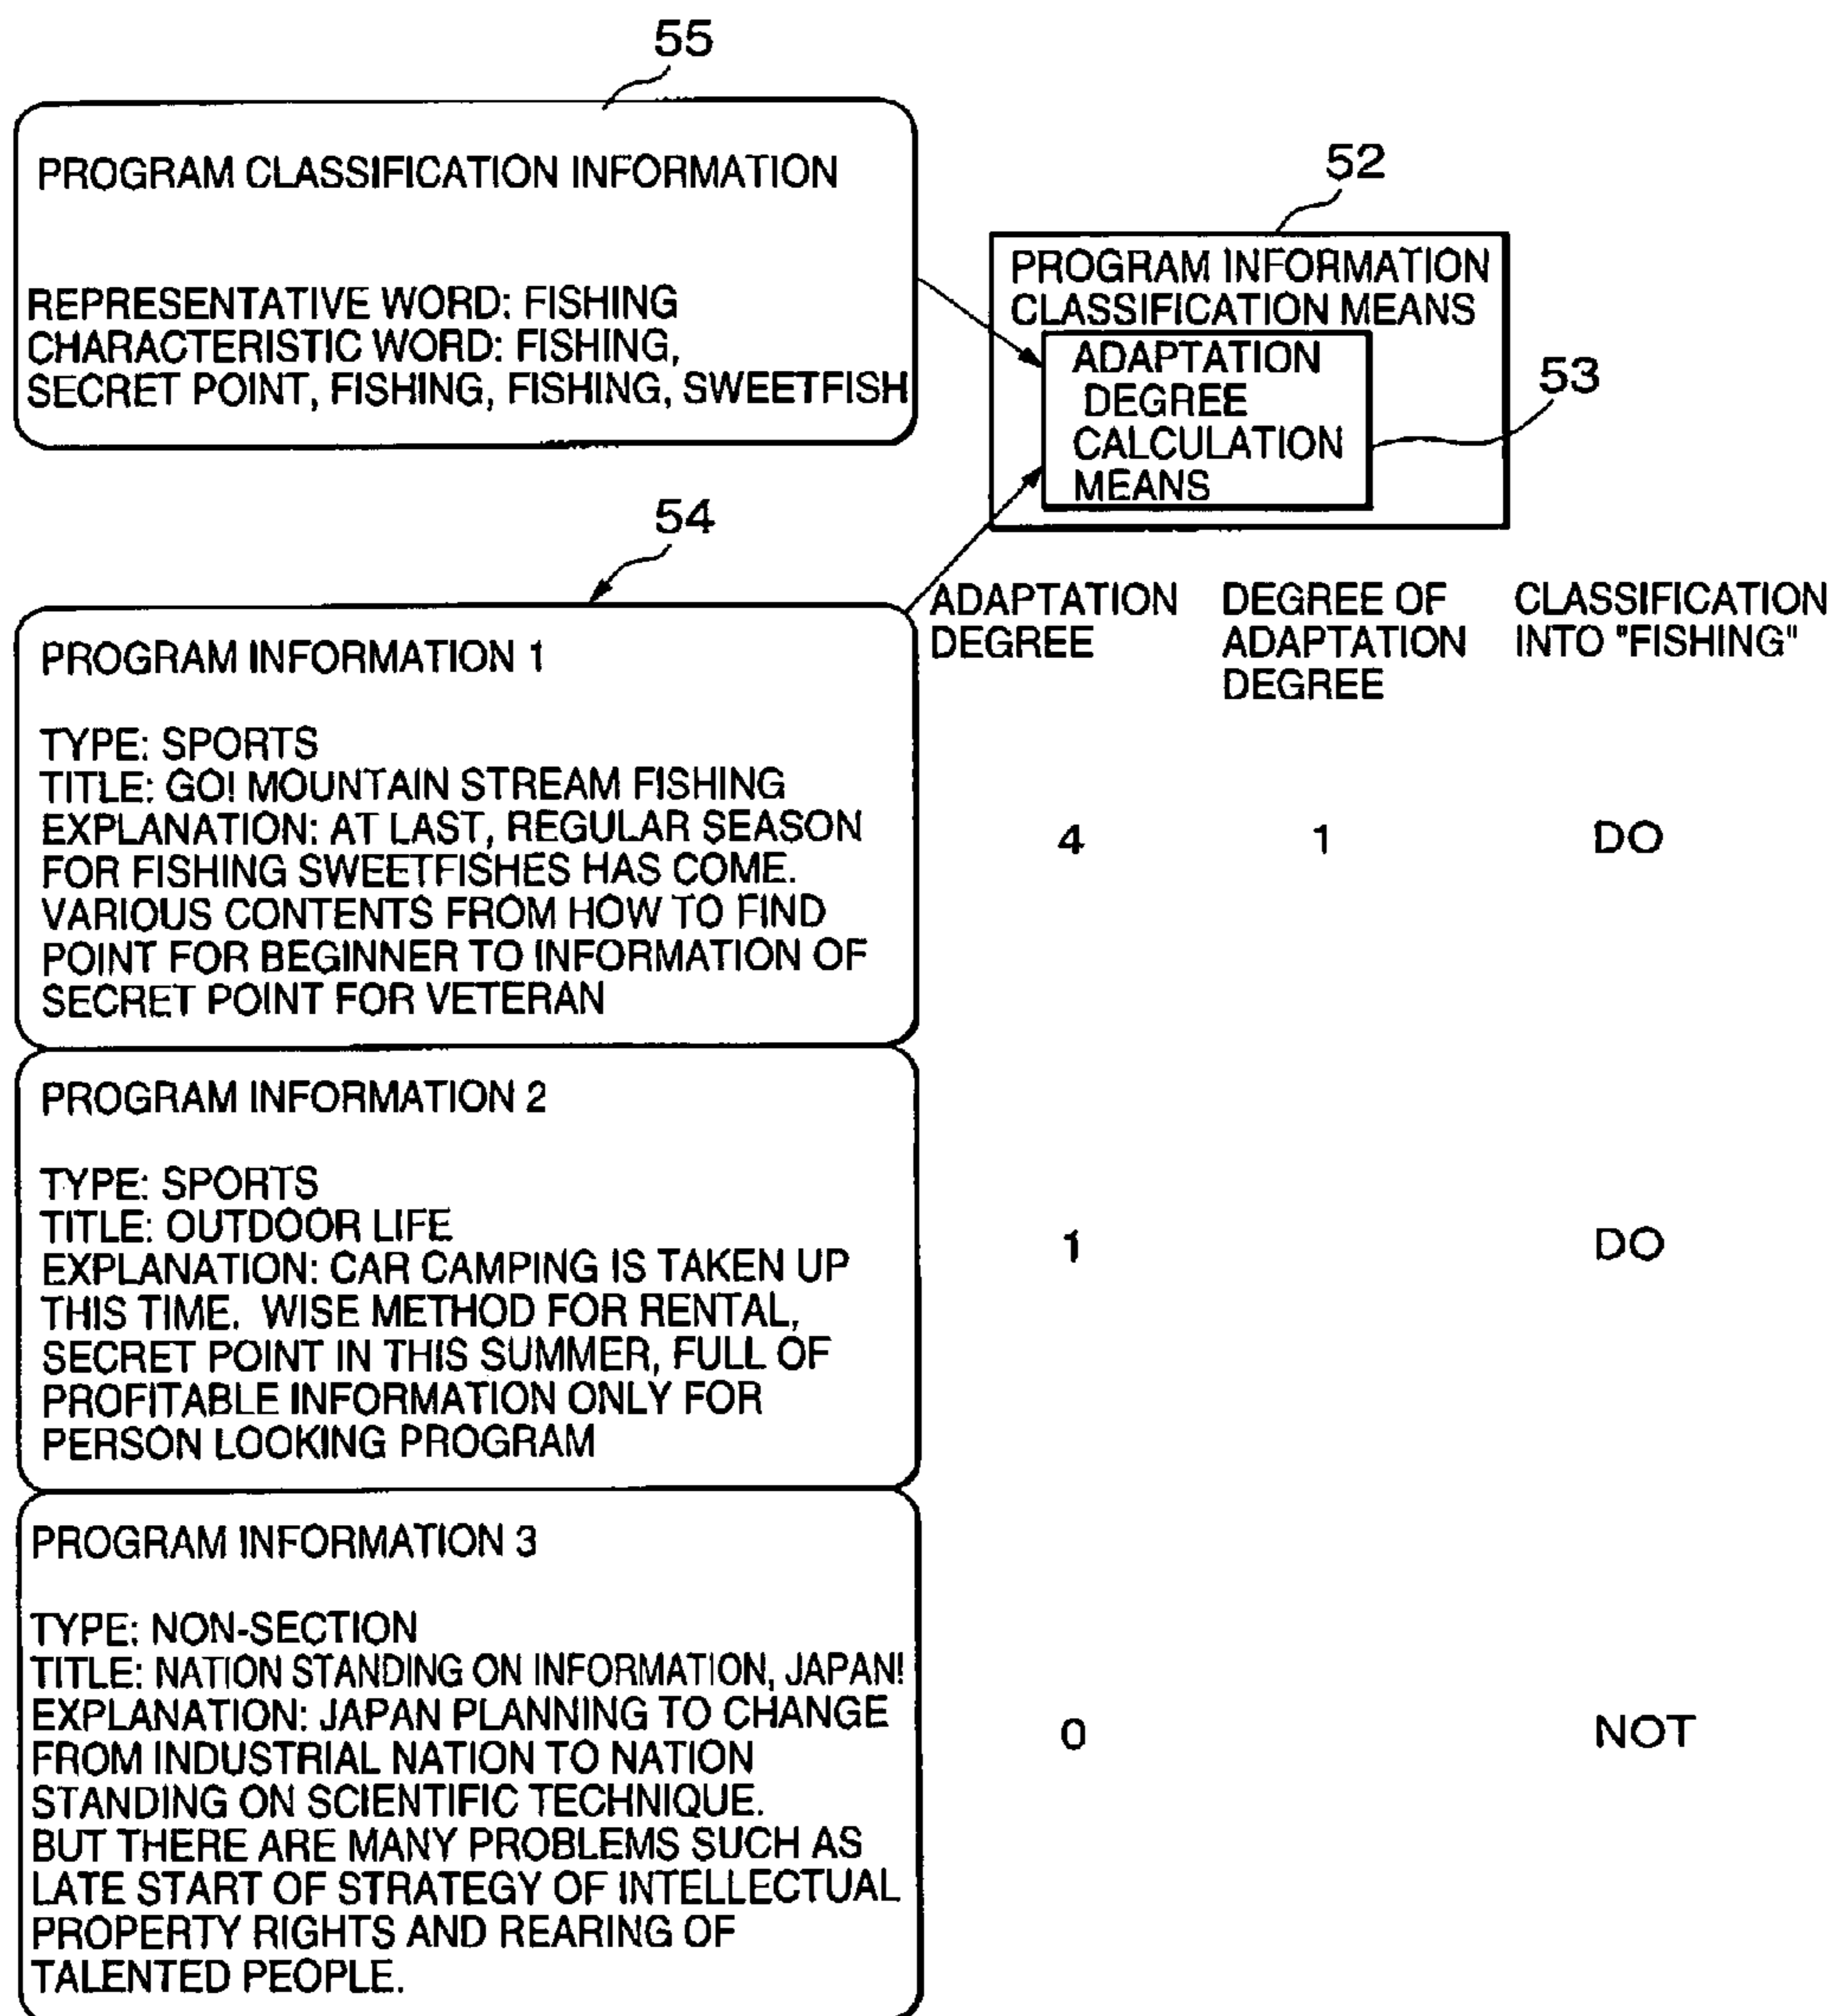 55
PROGRAM CLASSIFICATION INFORMATION
REPRESENTATIVE WORD: FISHING
CHARACTERISTIC WORD: FISHING,
SECRET POINT, FISHING, FISHING, SWEETFISH
52
PROGRAM INFORMATION
CLASSIFICATION MEANS
ADAPTATION
DEGREE
CALCULATION
MEANS
53
54
ADAPTATION
DEGREE
DEGREE OF
ADAPTATION
DEGREE
CLASSIFICATION
INTO "FISHING"
PROGRAM INFORMATION 1
TYPE: SPORTS
TITLE: GO! MOUNTAIN STREAM FISHING
EXPLANATION: AT LAST, REGULAR SEASON
FOR FISHING SWEETFISHES HAS COME.
VARIOUS CONTENTS FROM HOW TO FIND
POINT FOR BEGINNER TO INFORMATION OF
SECRET POINT FOR VETERAN
4 1 DO
PROGRAM INFORMATION 2
TYPE: SPORTS
TITLE: OUTDOOR LIFE
EXPLANATION: CAR CAMPING IS TAKEN UP
THIS TIME. WISE METHOD FOR RENTAL,
SECRET POINT IN THIS SUMMER, FULL OF
PROFITABLE INFORMATION ONLY FOR
PERSON LOOKING PROGRAM
1 DO
PROGRAM INFORMATION 3
TYPE: NON-SECTION
TITLE: NATION STANDING ON INFORMATION, JAPAN!
EXPLANATION: JAPAN PLANNING TO CHANGE
FROM INDUSTRIAL NATION TO NATION
STANDING ON SCIENTIFIC TECHNIQUE.
BUT THERE ARE MANY PROBLEMS SUCH AS
LATE START OF STRATEGY OF INTELLECTUAL
PROPERTY RIGHTS AND REARING OF
TALENTED PEOPLE.
0 NOT